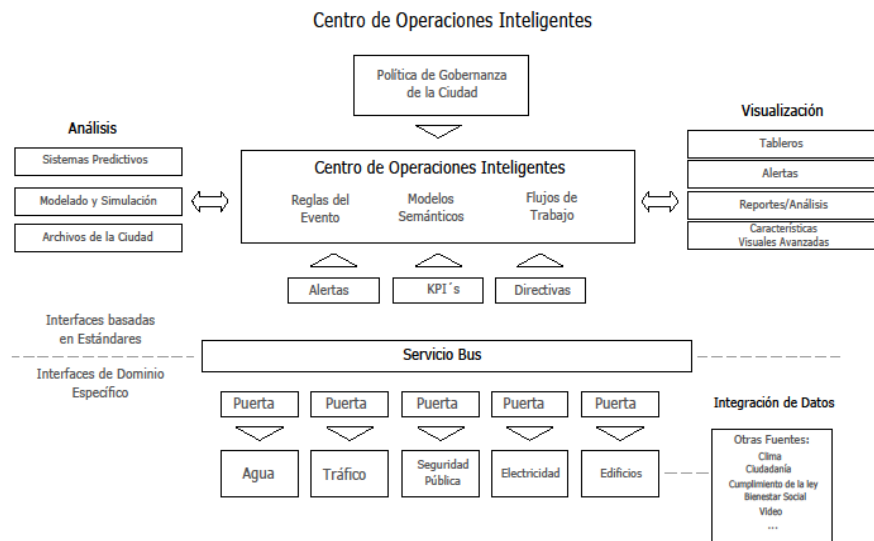 Centro de Operaciones Inteligentes
Política de Gobernanza
de la Ciudad
Análisis
Sistemas Predictivos
Modelado y Simulación
Archivos de la Ciudad
Centro de Operaciones Inteligentes
Reglas del
Evento
Modelos
Semánticos
Flujos de
Trabajo
Visualización
Tableros
Alertas
Reportes/Análisis
Características
Visuales Avanzadas
Alertas
KPI´s
Directivas
Interfaces basadas
en Estándares
Servicio Bus
Interfaces de Dominio
Específico
Puerta
Puerta
Puerta
Puerta
Puerta
Agua
Tráfico
Seguridad
Pública
Electricidad
Edificios
Integración de Datos
Otras Fuentes:
Clima
Ciudadanía
Cumplimiento de la ley
Bienestar Social
Video
...